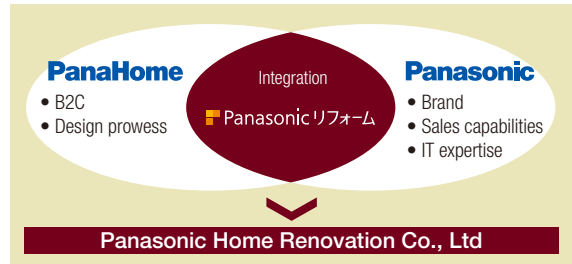 PanaHome
• B2C
• Design prowess
Integration
Panasonic リフォーム
Panasonic
• Brand
• Sales capabilities
• IT expertise
Panasonic Home Renovation Co., Ltd